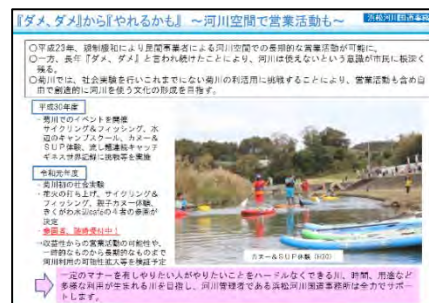 『ダメ、ダメ』から『やれるかも』 ～河川空間で営業活動も～
浜松河川国道事務所
○平成23年、規制緩和により民間事業者による河川空間での長期的な営業活動が可能に。
○一方、長年『ダメ、ダメ』と言われ続けたことにより、河川は使えないという意識が市民に根深く
残る。
○菊川では、社会実験を行いこれまでにない菊川の利活用に挑戦することにより、営業活動も含め自
由で創造的に河川を使う文化の形成を目指す。
平成30年度
・菊川でのイベントを開催
サイクリング＆フィッシング、水
辺のキャンプスクール、カヌー＆
ＳＵＰ体験、流し雛連結キャッチ
ギネス世界記録に挑戦等を実施
令和元年度
・菊川初の社会実験
・花火の打ち上げ、サイクリング＆
フィッシング、親子カヌー体験、
きくがわ水辺cafeの４者の参画が
決定
参画者、随時受付中！
→収益性からの営業活動の可能性や、
一時的なものから長期的なものまで
河川利用の可能性拡大等を検証予定
カヌー＆ＳＵＰ体験（H30）
一定のマナーを有しやりたい人がやりたいことをハードルなくできる川、時間、用途など
多様な利用が生まれる川を目指し、河川管理者である浜松河川国道事務所は全力でサポー
トします。